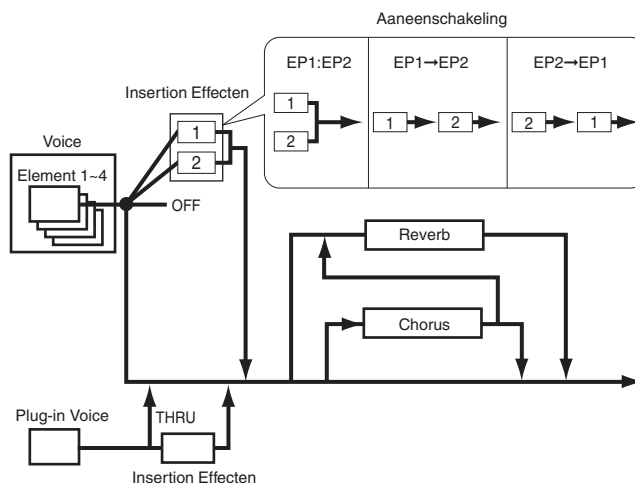 Aaneenschakeling
EP1:EP2
EP1→EP2
EP2→EP1
1
2
1
2
2
1
Insertion Effecten
1
2
Voice
Element 1~4
OFF
Reverb
Chorus
Plug-in Voice
THRU
Insertion Effecten